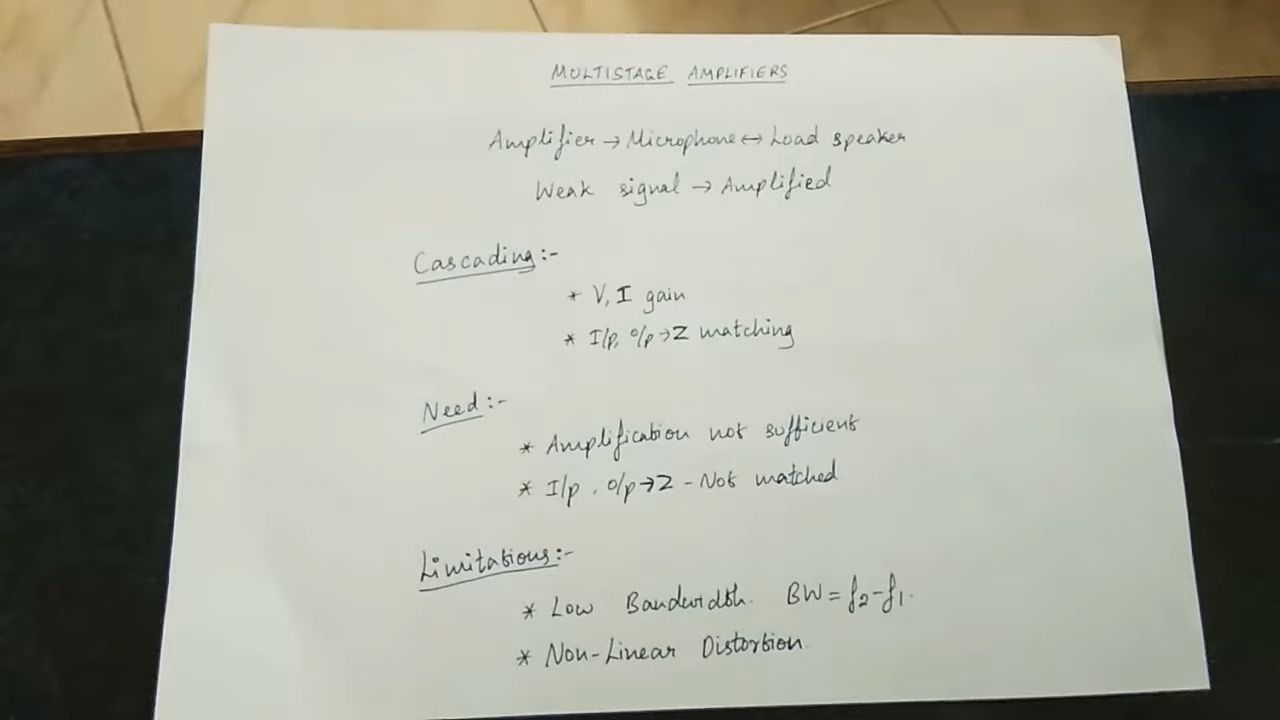 MULTISTAGE AMPLIFIERS
Amplifier → Microphone ↔ Load speaker
Weak signal → Amplified
Cascading:-
* V, I gain
* I/p, o/p → Z matching
Need:-
* Amplification not sufficient
* I/p, o/p → Z - Not matched
Limitations:-
* Low Bandwidth. BW = f₂-f₁.
* Non-Linear Distortion.